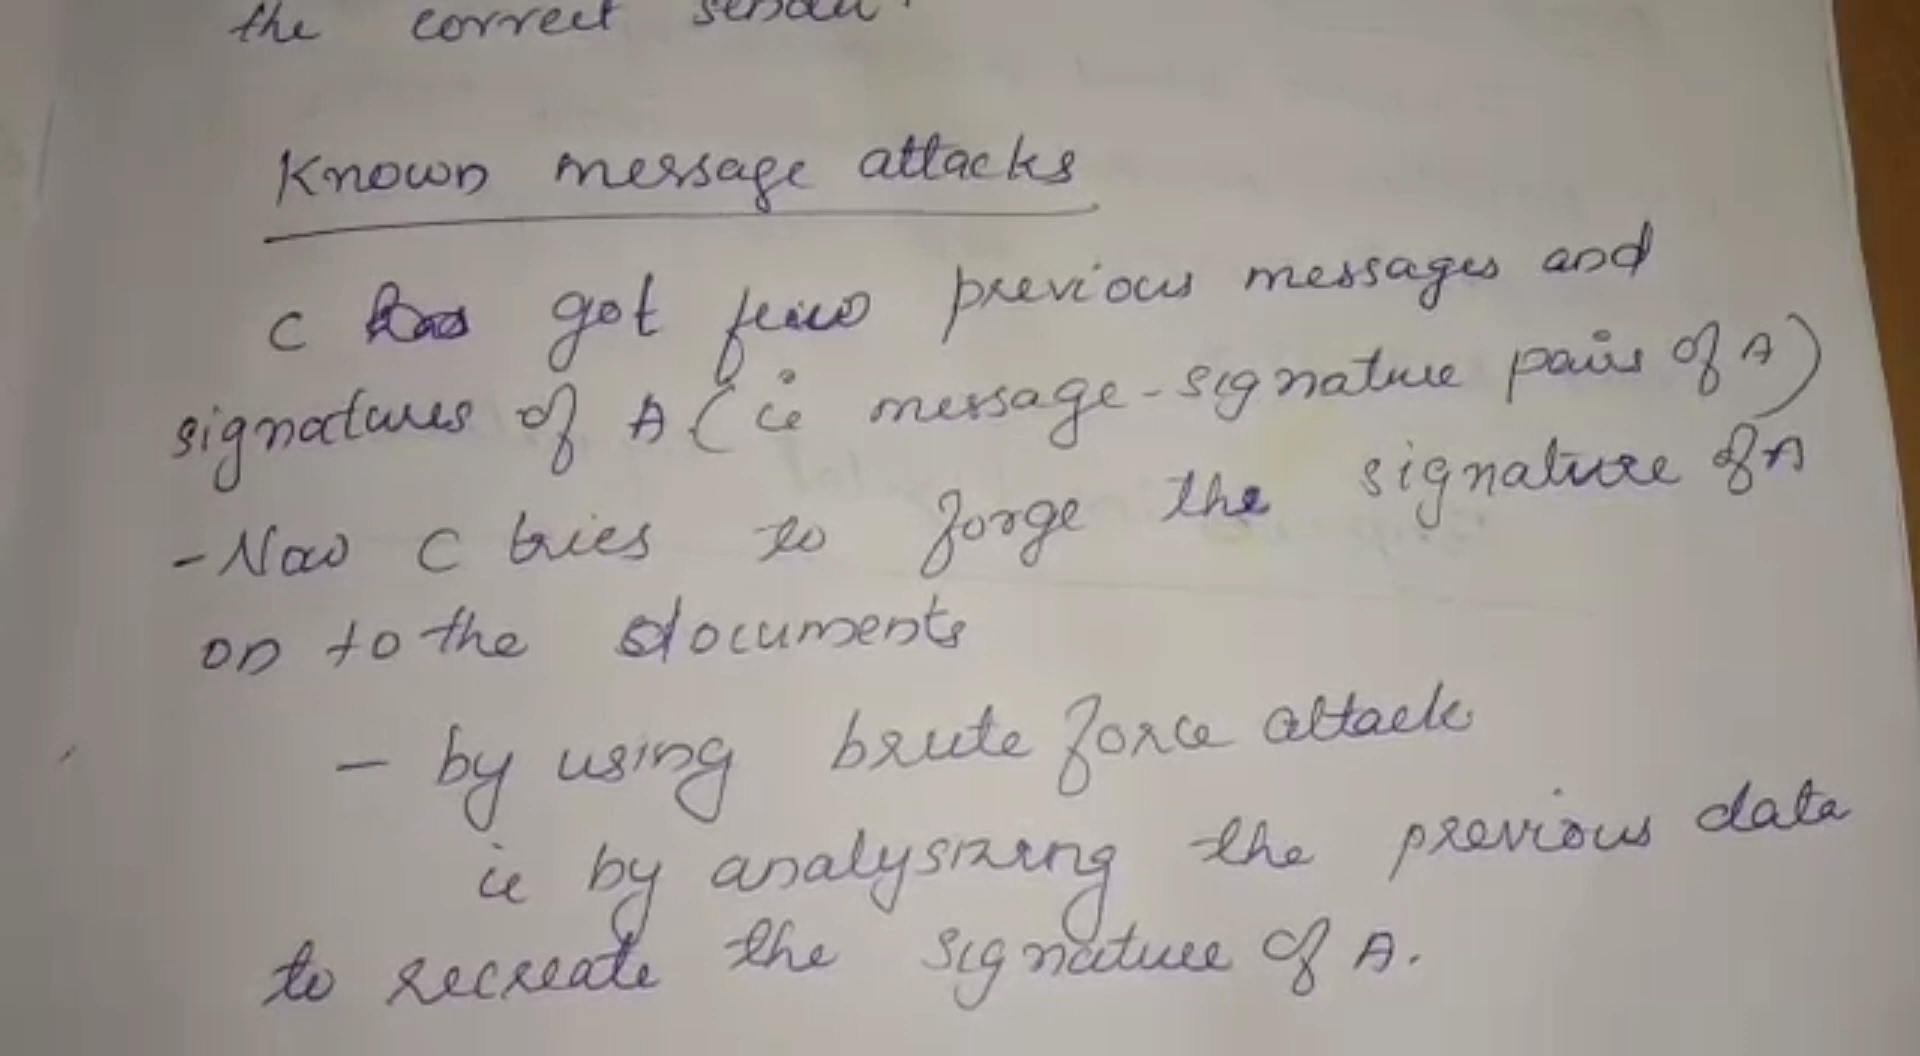 the correct
Known message attacks
C has got few previous messages and
signatures of A (ie message-signature pairs of A)
- Now C tries to forge the signature of A
on to the documents
- by using brute force attack
ie by analysizing the previous data
to recreate the signature of A.